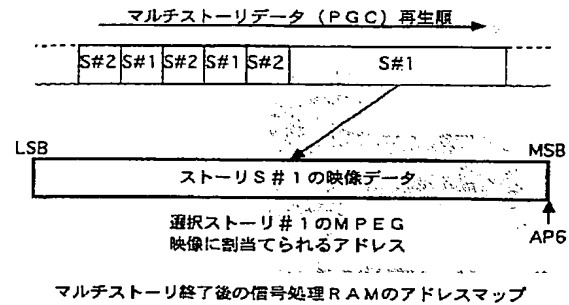 マルチストーリデータ（PGC）再生順
S#2 S#1 S#2 S#1 S#2 S#1
LSB MSB
ストーリS#1の映像データ
選択ストーリ#1のMPEG
映像に割当てられるアドレス
AP6
マルチストーリ終了後の信号処理RAMのアドレスマップ